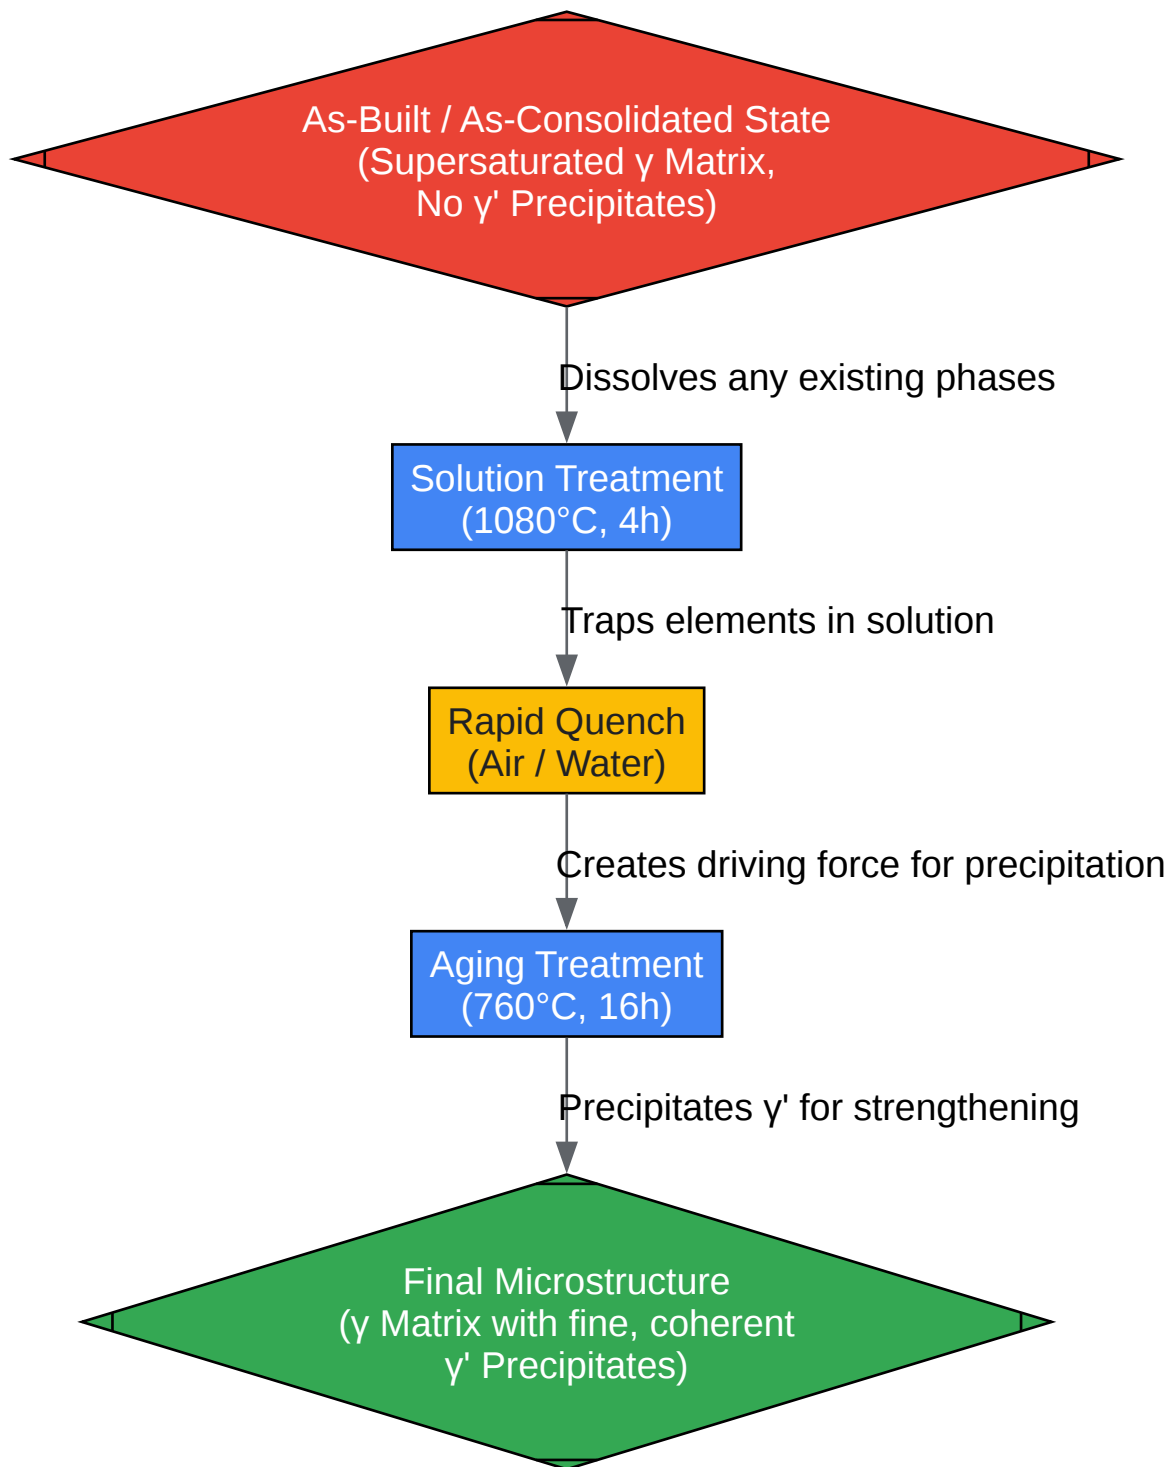 As-Built / As-Consolidated State
(Supersaturated γ Matrix,
No γ' Precipitates)
Dissolves any existing phases
Solution Treatment
(1080°C, 4h)
Traps elements in solution
Rapid Quench
(Air / Water)
Creates driving force for precipitation
Aging Treatment
(760°C, 16h)
Precipitates γ' for strengthening
Final Microstructure
(γ Matrix with fine, coherent
γ' Precipitates)